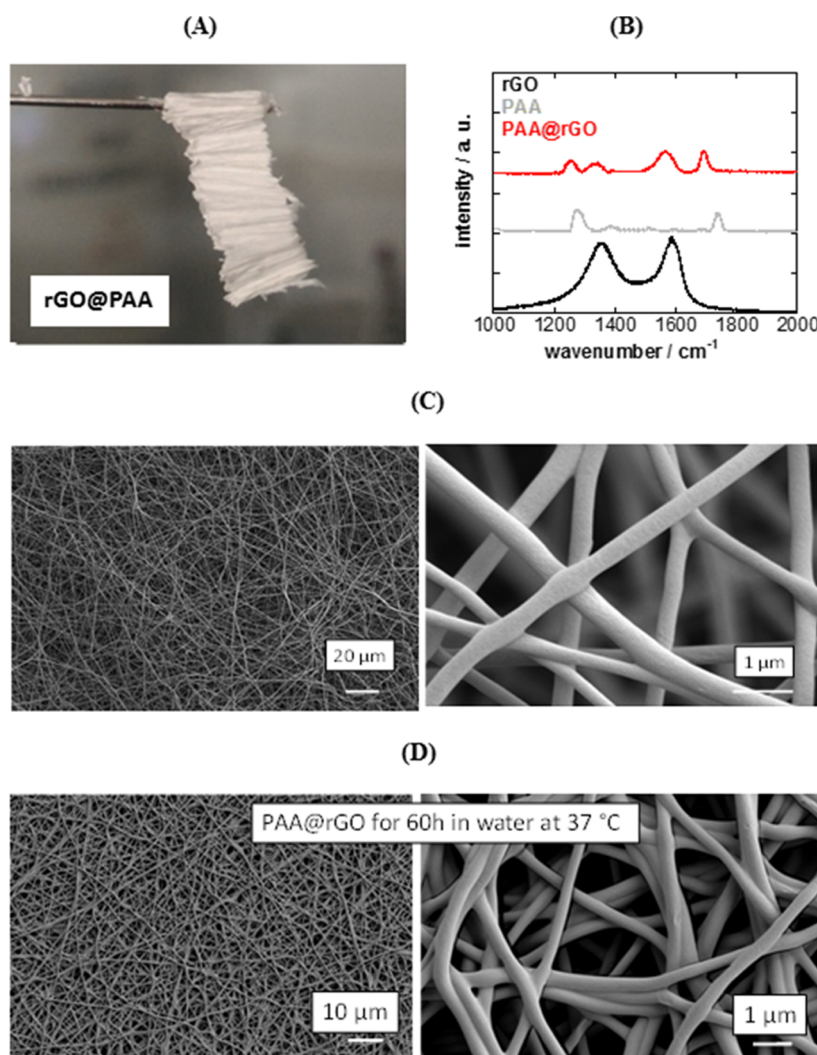 (A)
(B)
rGO@PAA
rGO
PAA
PAA@rGO
intensity / a. u.
1000 1200 1400 1600 1800 2000
wavenumber / cm⁻¹
(C)
20 µm
1 µm
(D)
PAA@rGO for 60h in water at 37 °C
10 µm
1 µm